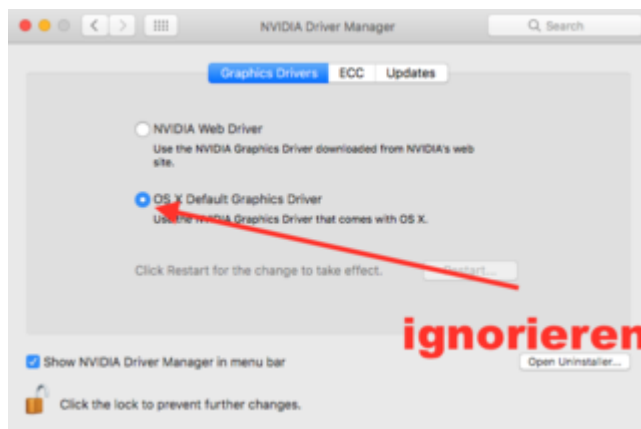 NVIDIA Driver Manager
Search
Graphics Drivers ECC Updates
NVIDIA Web Driver
Use the NVIDIA Graphics Driver downloaded from NVIDIA's web
site.
OS X Default Graphics Driver
Use the NVIDIA Graphics Driver that comes with OS X.
Click Restart for the change to take effect. Restart...
ignorieren
Show NVIDIA Driver Manager in menu bar
Open Uninstaller...
Click the lock to prevent further changes.